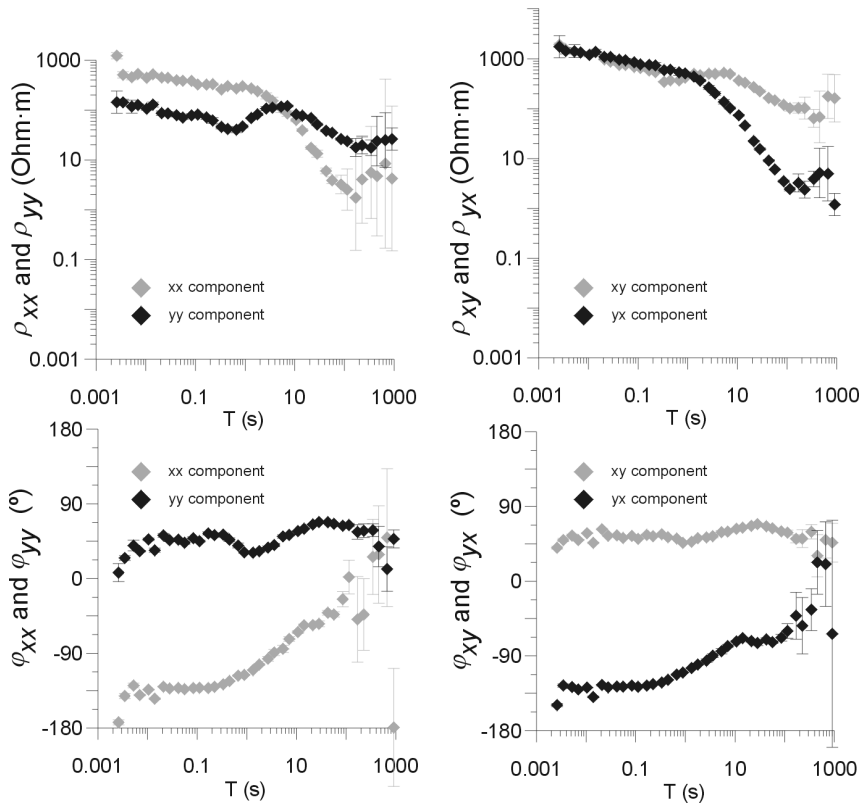 1000
10
0.1
0.001
ρxx and ρyy (Ohm·m)
xx component
yy component
0.001 0.1 10 1000
T (s)
1000
10
0.1
0.001
ρxy and ρyx (Ohm·m)
xy component
yx component
0.001 0.1 10 1000
T (s)
180
90
0
-90
-180
φxx and φyy (º)
xx component
yy component
0.001 0.1 10 1000
T (s)
180
90
0
-90
-180
φxy and φyx (º)
xy component
yx component
0.001 0.1 10 1000
T (s)